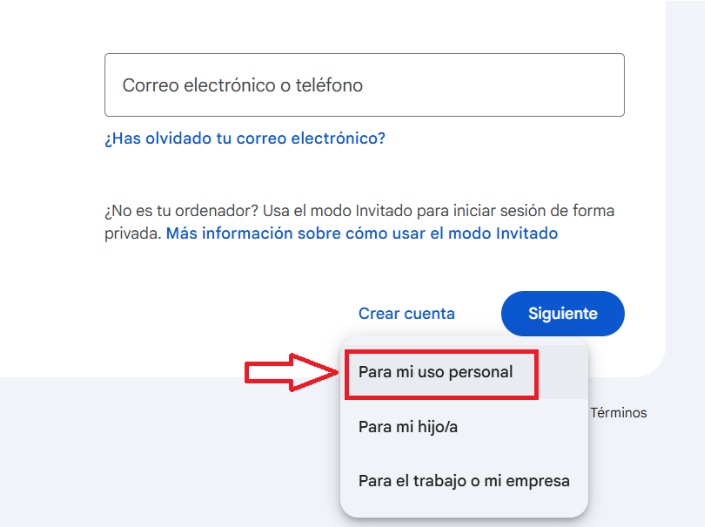 Correo electrónico o teléfono
¿Has olvidado tu correo electrónico?
¿No es tu ordenador? Usa el modo Invitado para iniciar sesión de forma
privada. Más información sobre cómo usar el modo Invitado
Crear cuenta
Siguiente
Para mi uso personal
Para mi hijo/a
Términos
Para el trabajo o mi empresa